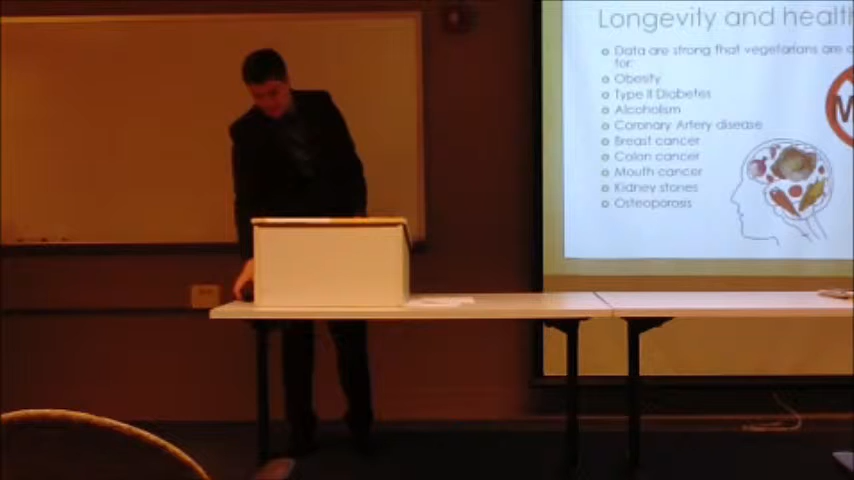 Longevity and health
Data are strong that vegetarians are a
for:
Obesity
Type II Diabetes
Alcoholism
Coronary Artery disease
Breast cancer
Colon cancer
Mouth cancer
Kidney stones
Osteoporosis
M